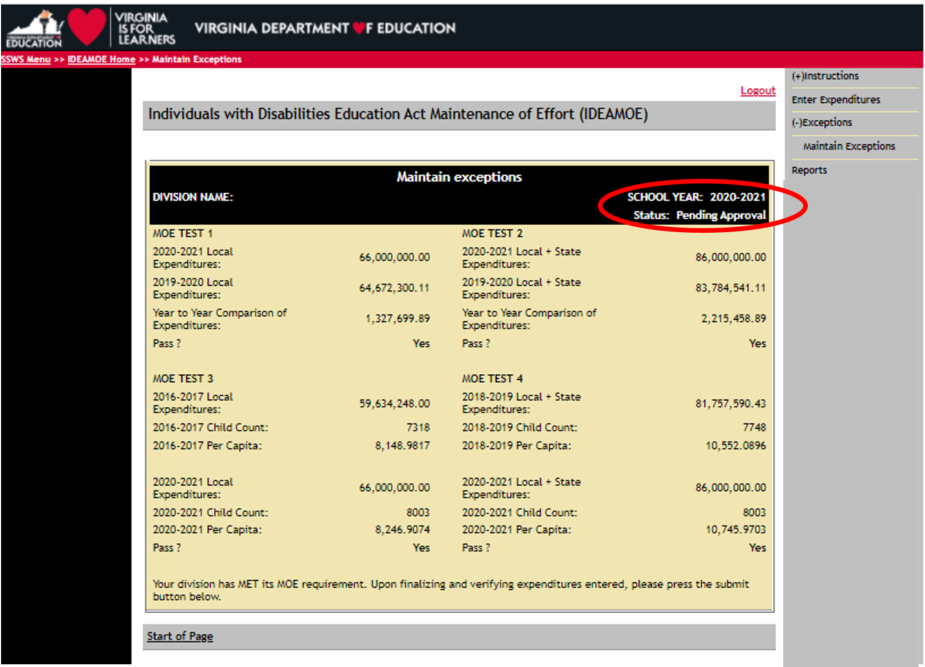 VIRGINIA DEPARTMENT OF EDUCATION
VIRGINIA
IS FOR
LEARNERS
VIRGINIA DEPARTMENT F EDUCATION
SSWS Menu >> IDEAMOE Home >> Maintain Exceptions
Logout
(+)Instructions
Enter Expenditures
(-)Exceptions
Maintain Exceptions
Reports
Individuals with Disabilities Education Act Maintenance of Effort (IDEAMOE)
Maintain exceptions
DIVISION NAME: SCHOOL YEAR: 2020-2021
Status: Pending Approval
MOE TEST 1 MOE TEST 2
2020-2021 Local Expenditures: 66,000,000.00 2020-2021 Local + State Expenditures: 86,000,000.00
2019-2020 Local Expenditures: 64,672,300.11 2019-2020 Local + State Expenditures: 83,784,541.11
Year to Year Comparison of Expenditures: 1,327,699.89 Year to Year Comparison of Expenditures: 2,215,458.89
Pass ? Yes Pass ? Yes
MOE TEST 3 MOE TEST 4
2016-2017 Local Expenditures: 59,634,248.00 2018-2019 Local + State Expenditures: 81,757,590.43
2016-2017 Child Count: 7318 2018-2019 Child Count: 7748
2016-2017 Per Capita: 8,148.9817 2018-2019 Per Capita: 10,552.0896
2020-2021 Local Expenditures: 66,000,000.00 2020-2021 Local + State Expenditures: 86,000,000.00
2020-2021 Child Count: 8003 2020-2021 Child Count: 8003
2020-2021 Per Capita: 8,246.9074 2020-2021 Per Capita: 10,745.9703
Pass ? Yes Pass ? Yes
Your division has MET its MOE requirement. Upon finalizing and verifying expenditures entered, please press the submit
button below.
Start of Page